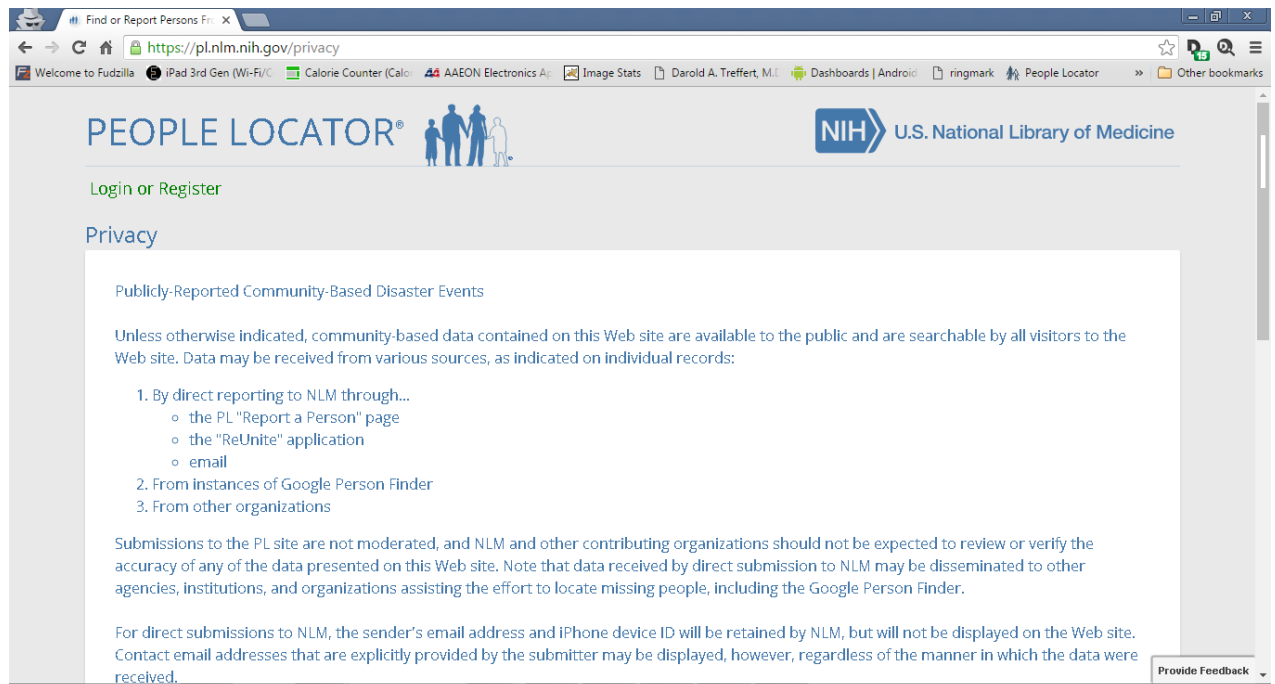 Find or Report Persons Fro
https://pl.nlm.nih.gov/privacy
15
Welcome to Fudzilla iPad 3rd Gen (Wi-Fi/C Calorie Counter (Calo AAEON Electronics Ap Image Stats Darold A. Treffert, M.D Dashboards | Android ringmark People Locator » Other bookmarks
PEOPLE LOCATOR® NIH U.S. National Library of Medicine
Login or Register
Privacy
Publicly-Reported Community-Based Disaster Events
Unless otherwise indicated, community-based data contained on this Web site are available to the public and are searchable by all visitors to the
Web site. Data may be received from various sources, as indicated on individual records:
1. By direct reporting to NLM through...
◦ the PL "Report a Person" page
◦ the "ReUnite" application
◦ email
2. From instances of Google Person Finder
3. From other organizations
Submissions to the PL site are not moderated, and NLM and other contributing organizations should not be expected to review or verify the
accuracy of any of the data presented on this Web site. Note that data received by direct submission to NLM may be disseminated to other
agencies, institutions, and organizations assisting the effort to locate missing people, including the Google Person Finder.
For direct submissions to NLM, the sender's email address and iPhone device ID will be retained by NLM, but will not be displayed on the Web site.
Contact email addresses that are explicitly provided by the submitter may be displayed, however, regardless of the manner in which the data were
received.
Provide Feedback